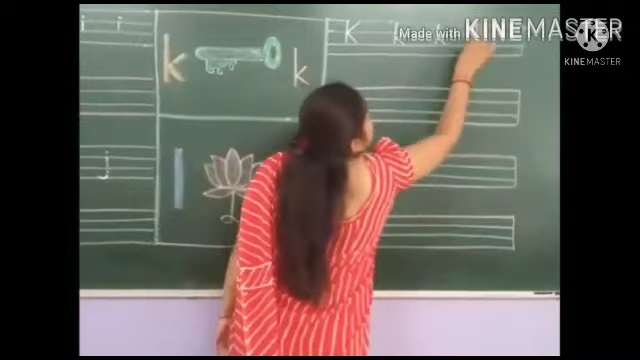 i i
k k
K k k
Made with KINEMASTER
K
KINEMASTER
j
l